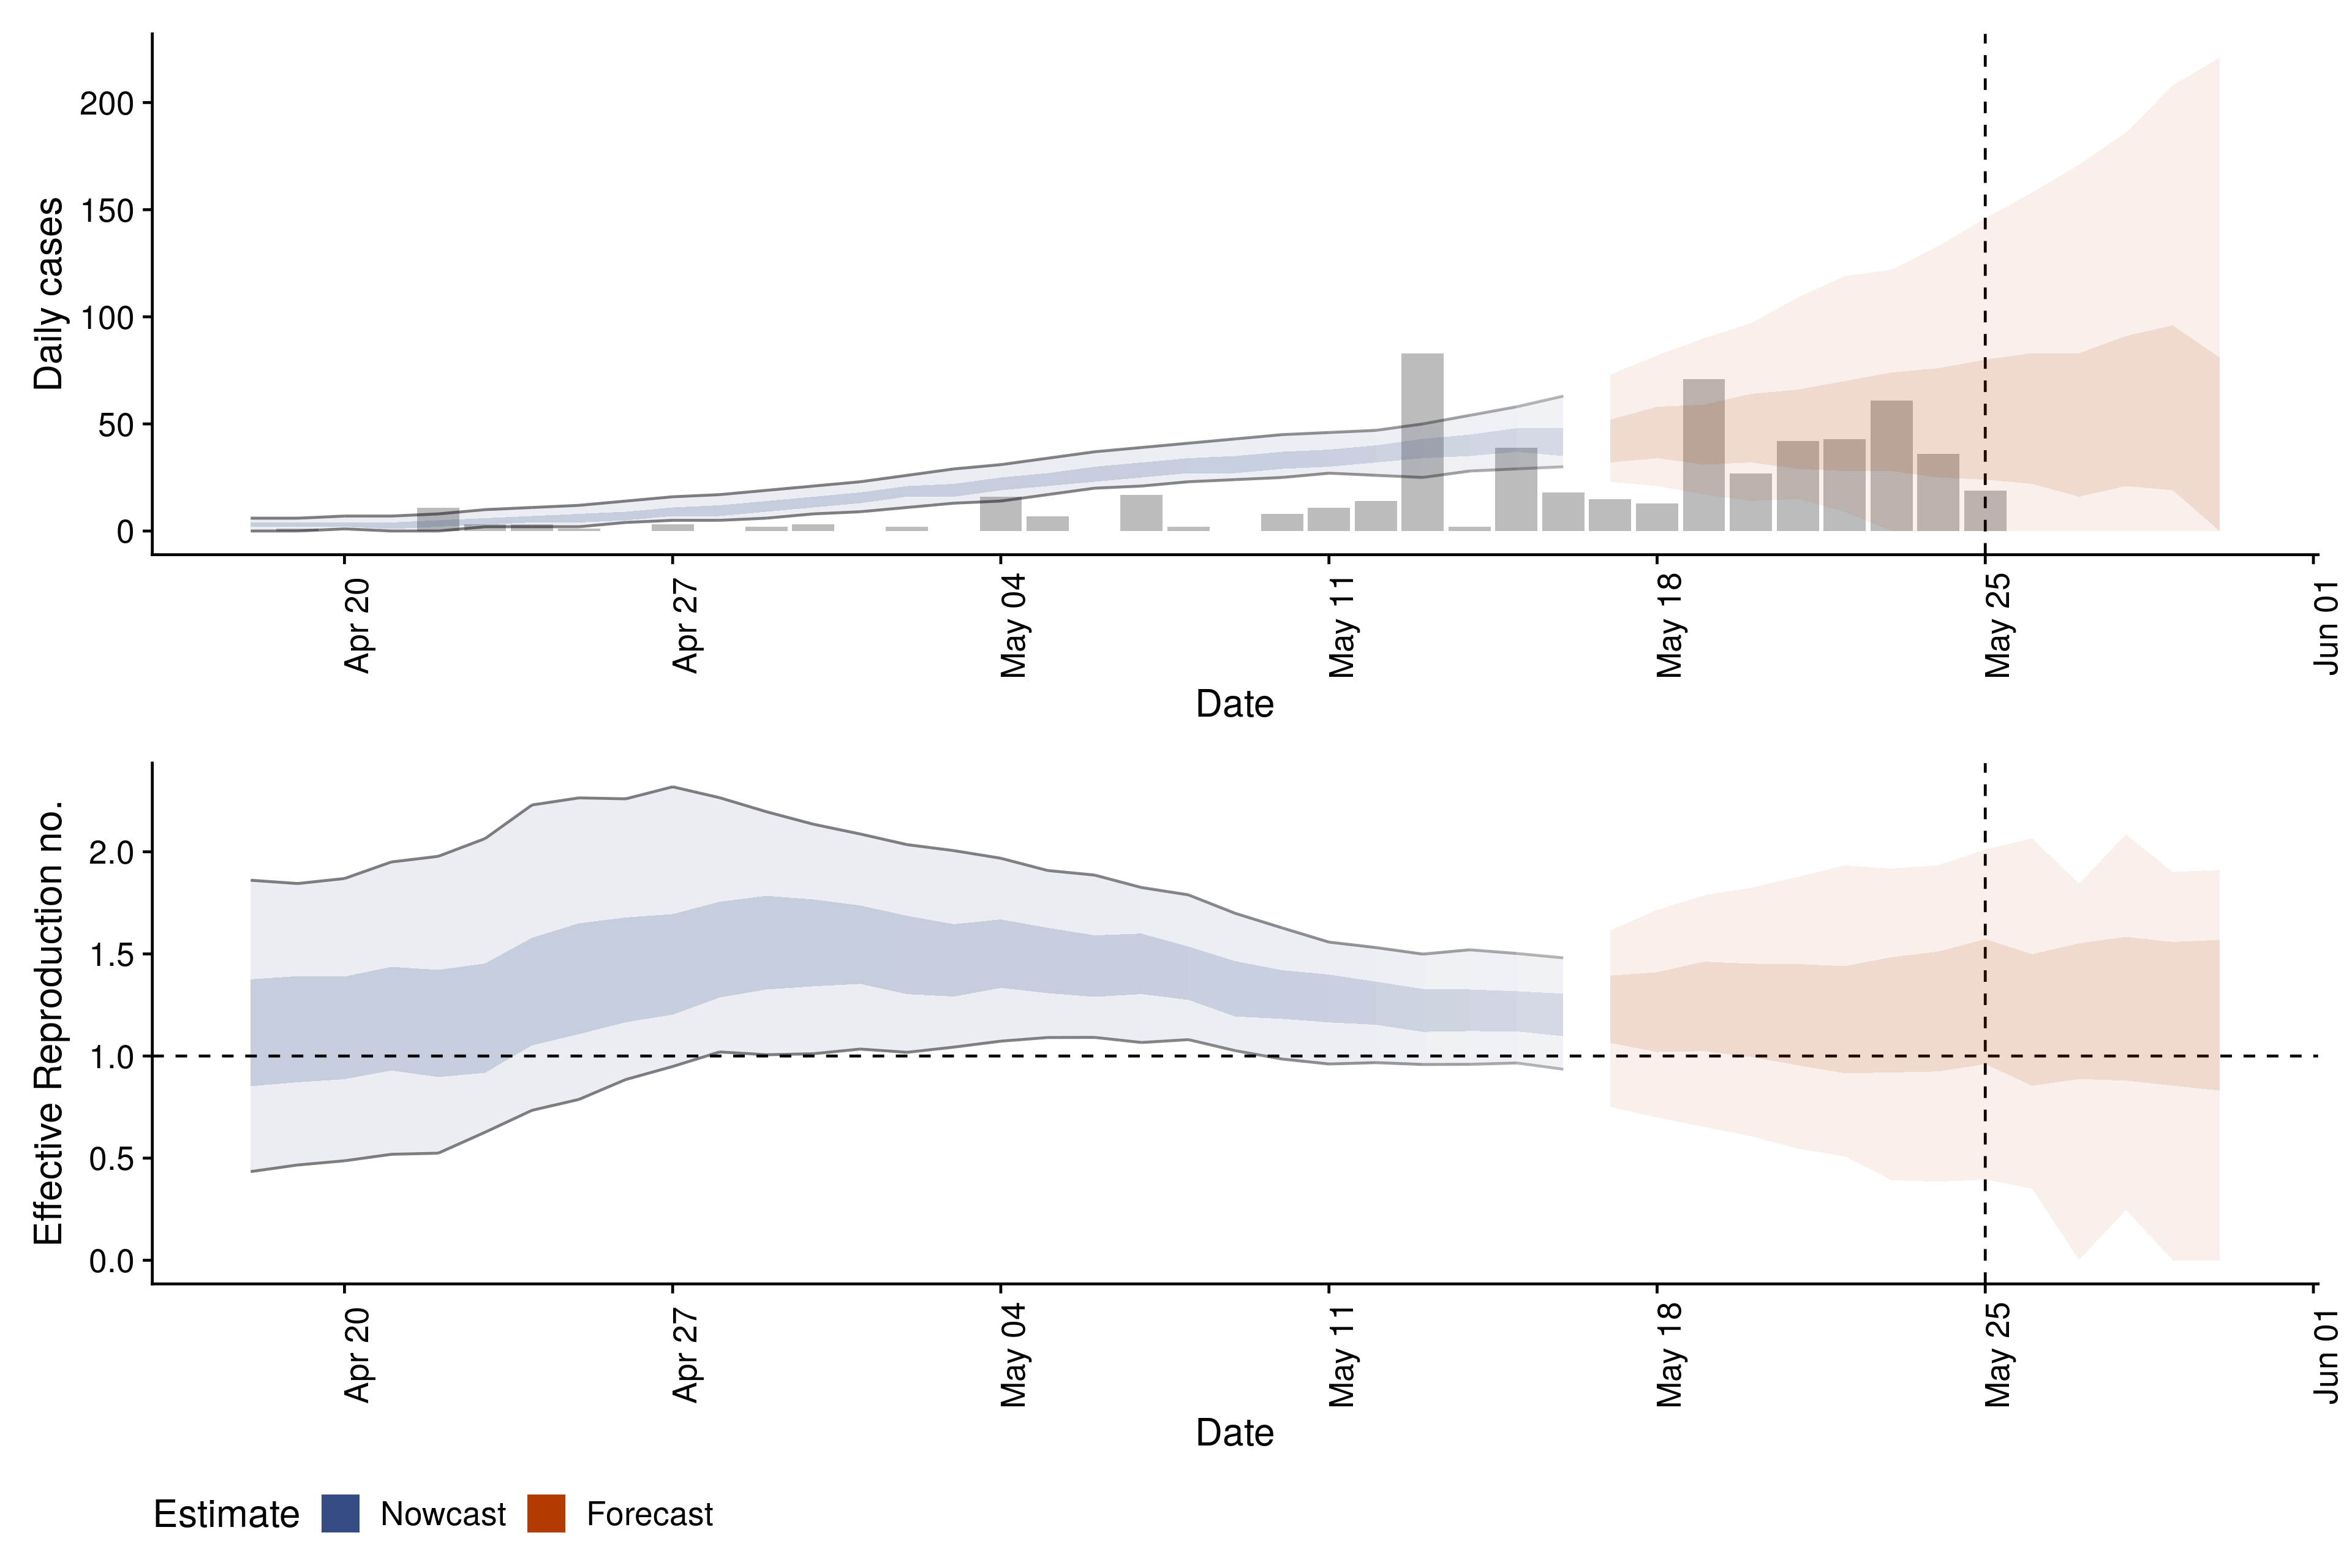 Daily cases
200
150
100
50
0
Apr 20
Apr 27
May 04
May 11
May 18
May 25
Jun 01
Date
Effective Reproduction no.
2.0
1.5
1.0
0.5
0.0
Apr 20
Apr 27
May 04
May 11
May 18
May 25
Jun 01
Date
Estimate Nowcast Forecast